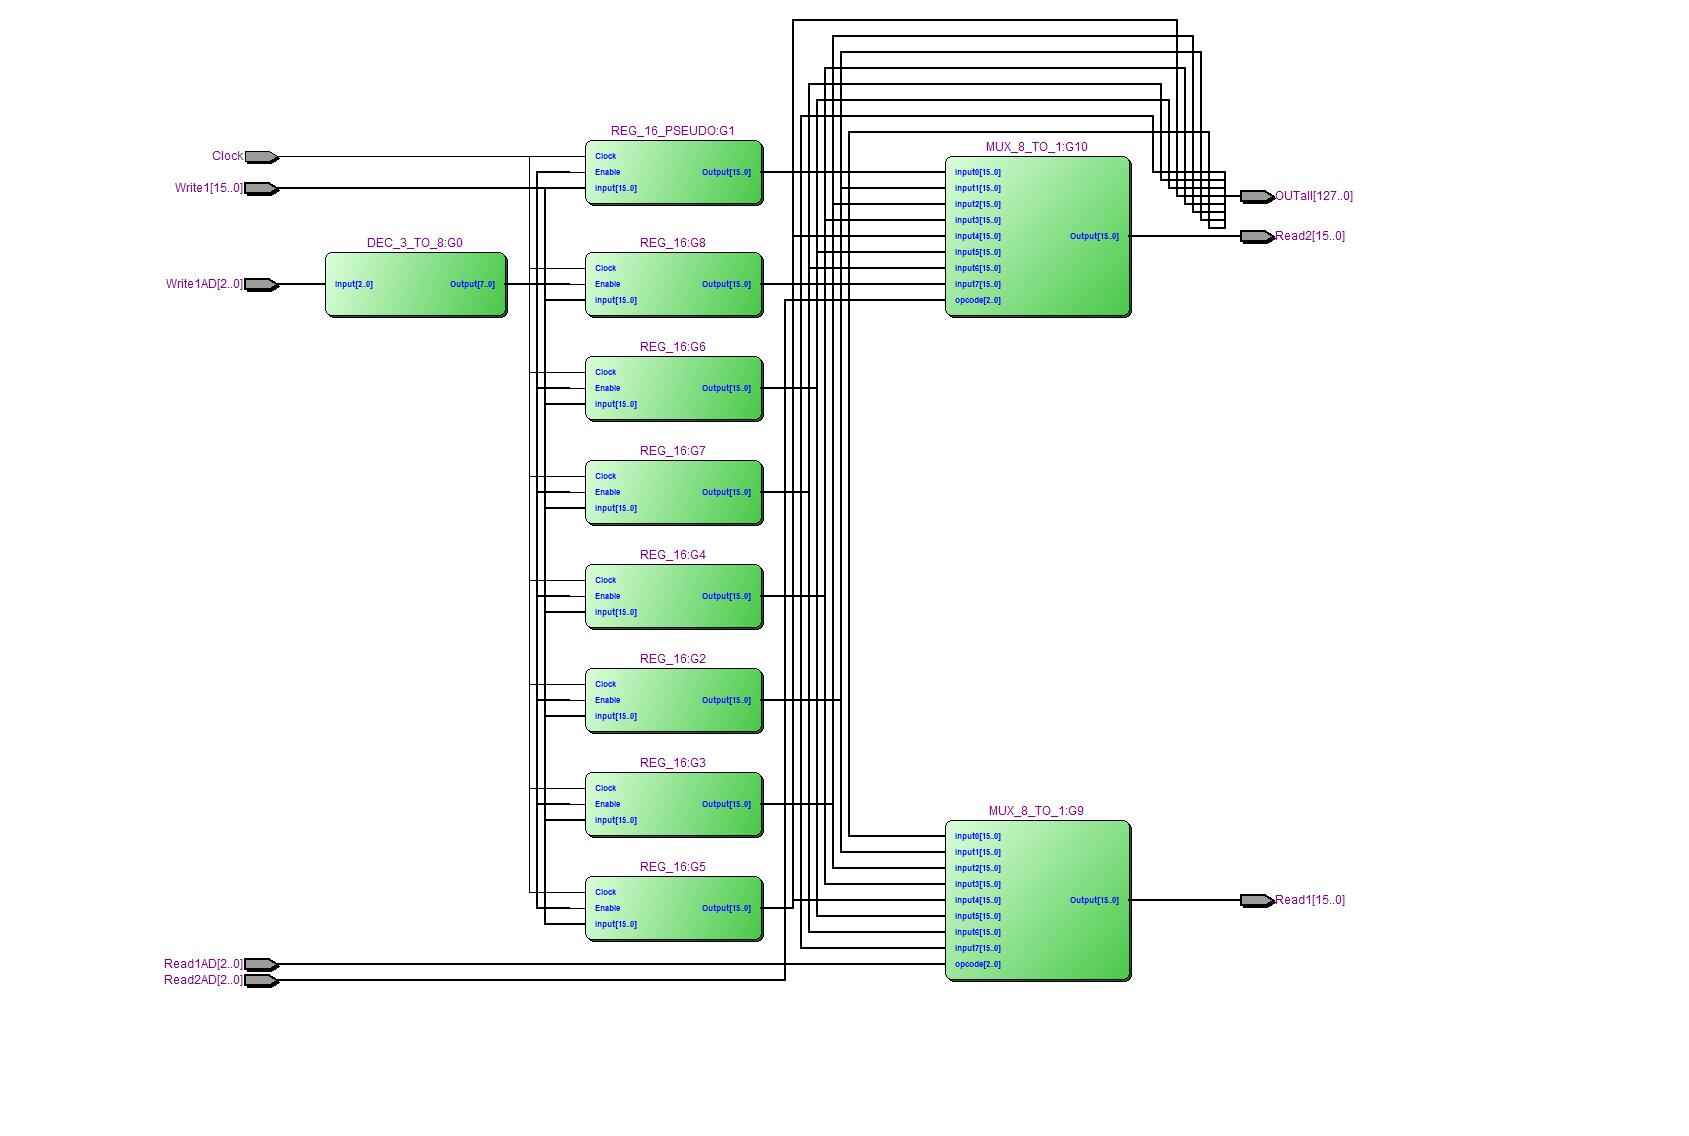 Clock
Write1[15..0]
Write1AD[2..0]
DEC_3_TO_8:G0
Input[2..0] Output[7..0]
REG_16_PSEUDO:G1
Clock
Enable Output[15..0]
Input[15..0]
REG_16:G8
Clock
Enable Output[15..0]
Input[15..0]
REG_16:G6
Clock
Enable Output[15..0]
Input[15..0]
REG_16:G7
Clock
Enable Output[15..0]
Input[15..0]
REG_16:G4
Clock
Enable Output[15..0]
Input[15..0]
REG_16:G2
Clock
Enable Output[15..0]
Input[15..0]
REG_16:G3
Clock
Enable Output[15..0]
Input[15..0]
REG_16:G5
Clock
Enable Output[15..0]
Input[15..0]
Read1AD[2..0]
Read2AD[2..0]
MUX_8_TO_1:G10
Input0[15..0]
Input1[15..0]
Input2[15..0]
Input3[15..0]
Input4[15..0] Output[15..0]
Input5[15..0]
Input6[15..0]
Input7[15..0]
opcode[2..0]
OUTall[127..0]
Read2[15..0]
MUX_8_TO_1:G9
Input0[15..0]
Input1[15..0]
Input2[15..0]
Input3[15..0]
Input4[15..0] Output[15..0]
Input5[15..0]
Input6[15..0]
Input7[15..0]
opcode[2..0]
Read1[15..0]